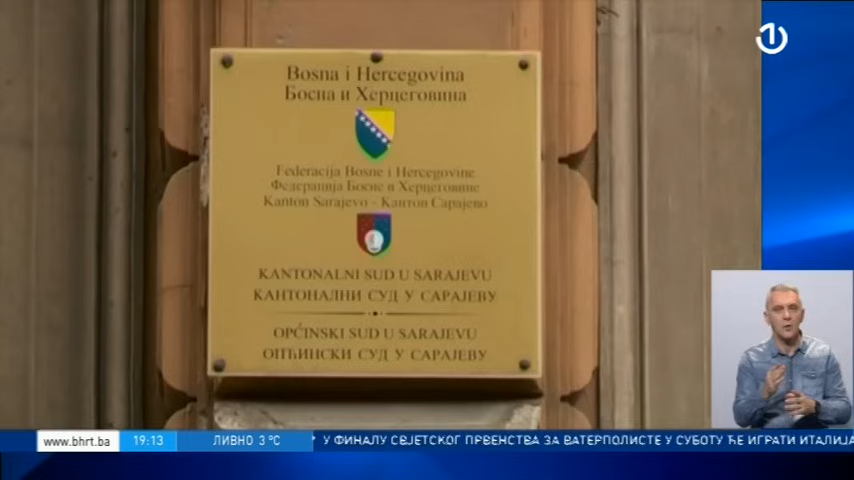 Bosna i Hercegovina
Босна и Херцеговина
Federacija Bosne i Hercegovine
Федерација Босне и Херцеговине
Kanton Sarajevo - Кантон Сарајево
KANTONALNI SUD U SARAJEVU
КАНТОНАЛНИ СУД У САРАЈЕВУ
OPĆINSKI SUD U SARAJEVU
ОПЋИНСКИ СУД У САРАЈЕВУ
www.bhrt.ba 19:13 ЛИВНО 3 °C * У ФИНАЛУ СВЈЕТСКОГ ПРВЕНСТВА ЗА ВАТЕРПОЛИСТЕ У СУБОТУ ЋЕ ИГРАТИ ИТАЛИЈА